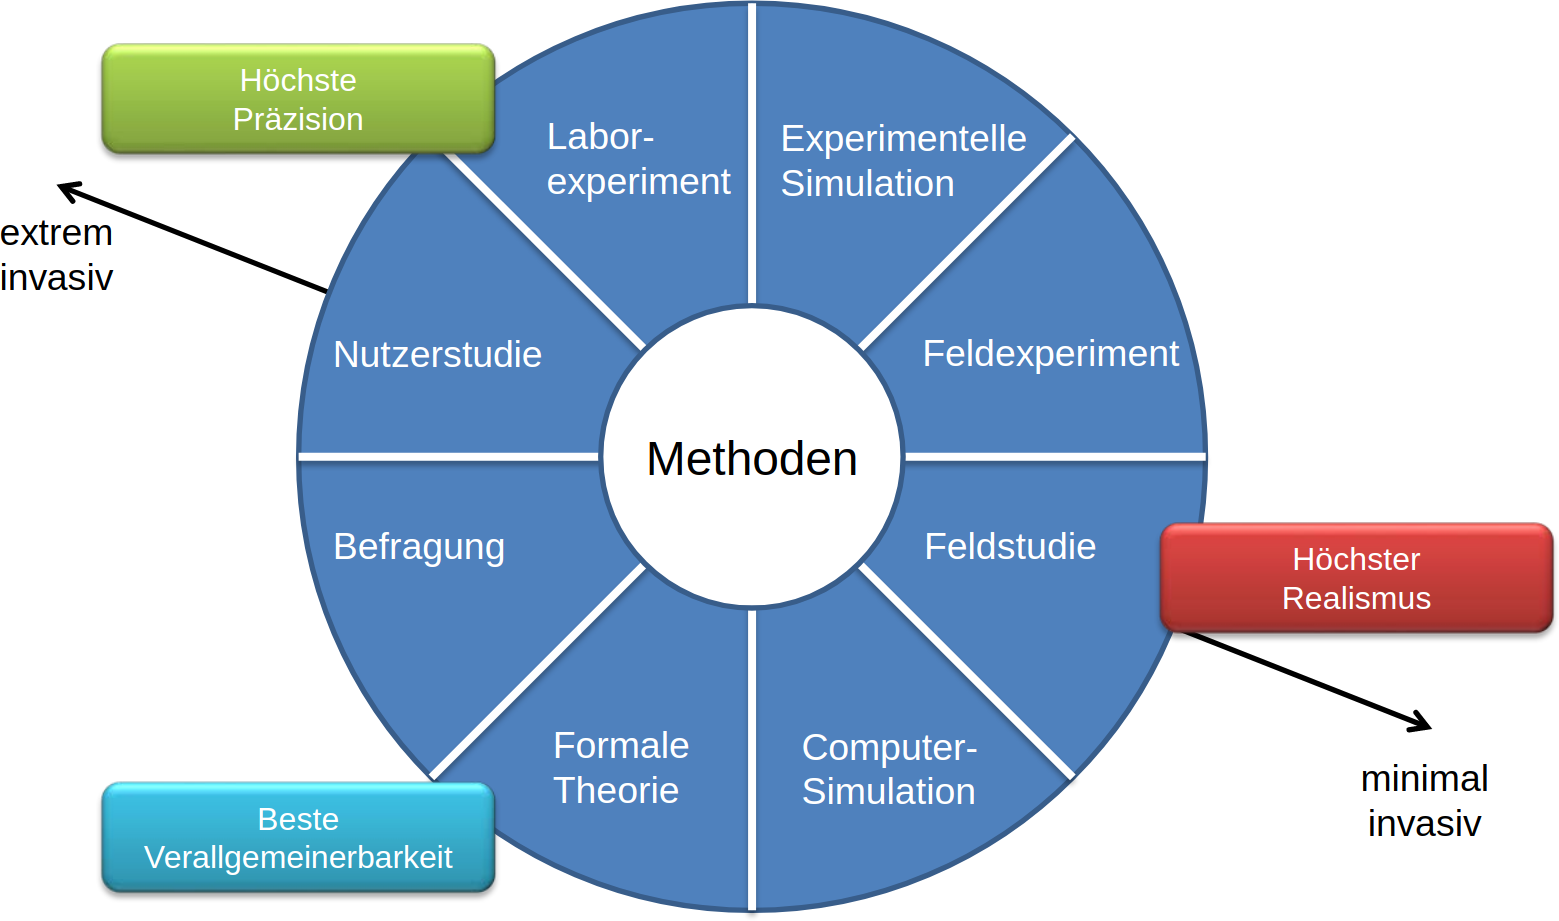 Höchste
Präzision
Labor-
experiment
Experimentelle
Simulation
extrem
invasiv
Nutzerstudie
Feldexperiment
Methoden
Befragung
Feldstudie
Höchster
Realismus
Formale
Theorie
Computer-
Simulation
minimal
invasiv
Beste
Verallgemeinerbarkeit